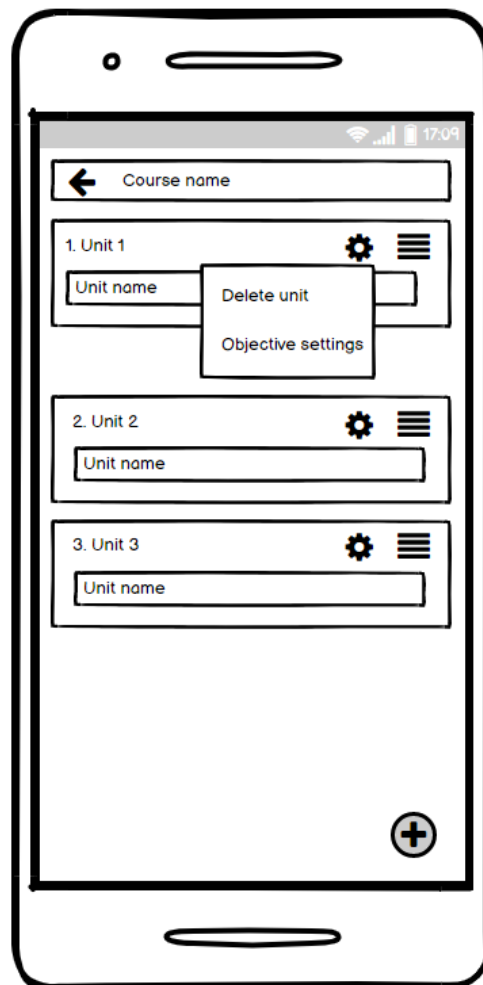 17:09
Course name
1. Unit 1
Unit name
Delete unit
Objective settings
2. Unit 2
Unit name
3. Unit 3
Unit name